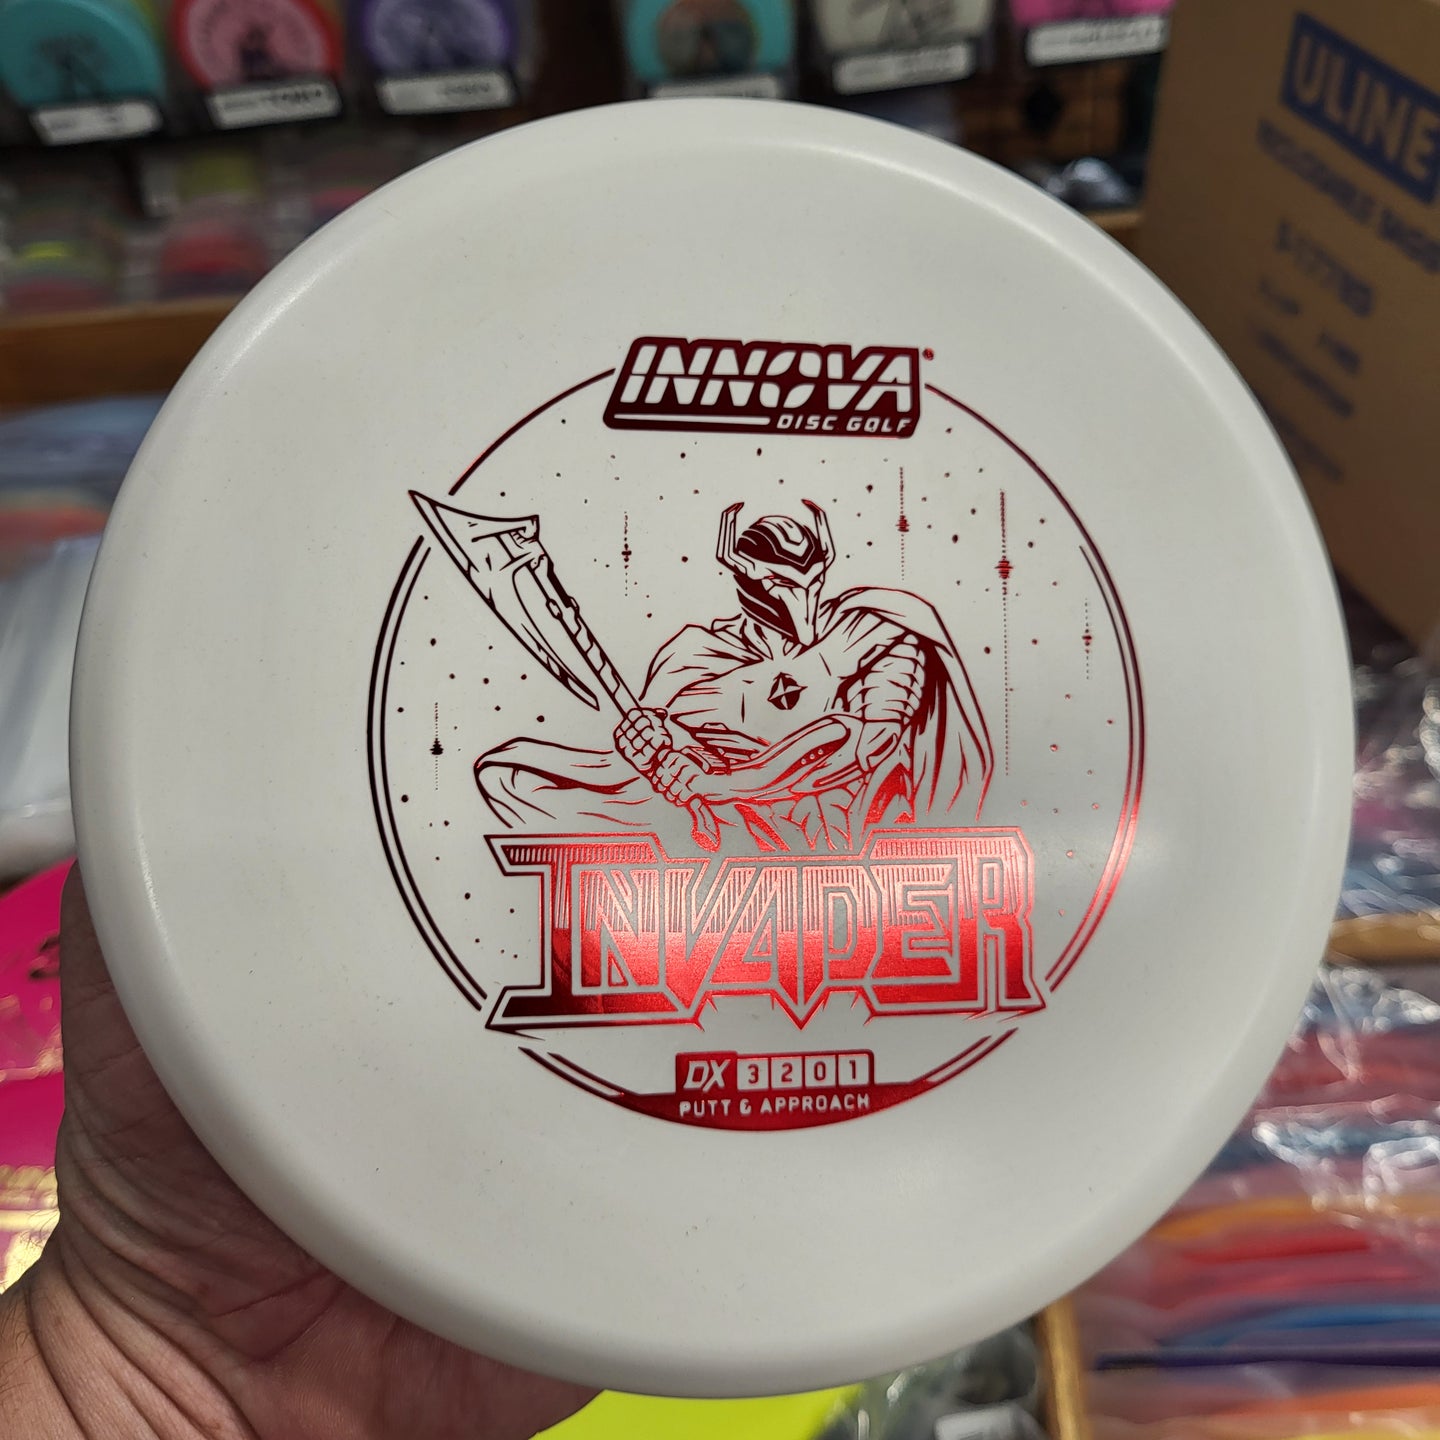 INNOVA®
DISC GOLF
INVADER
DX 3 2 0 1
PUTT & APPROACH
ULINE